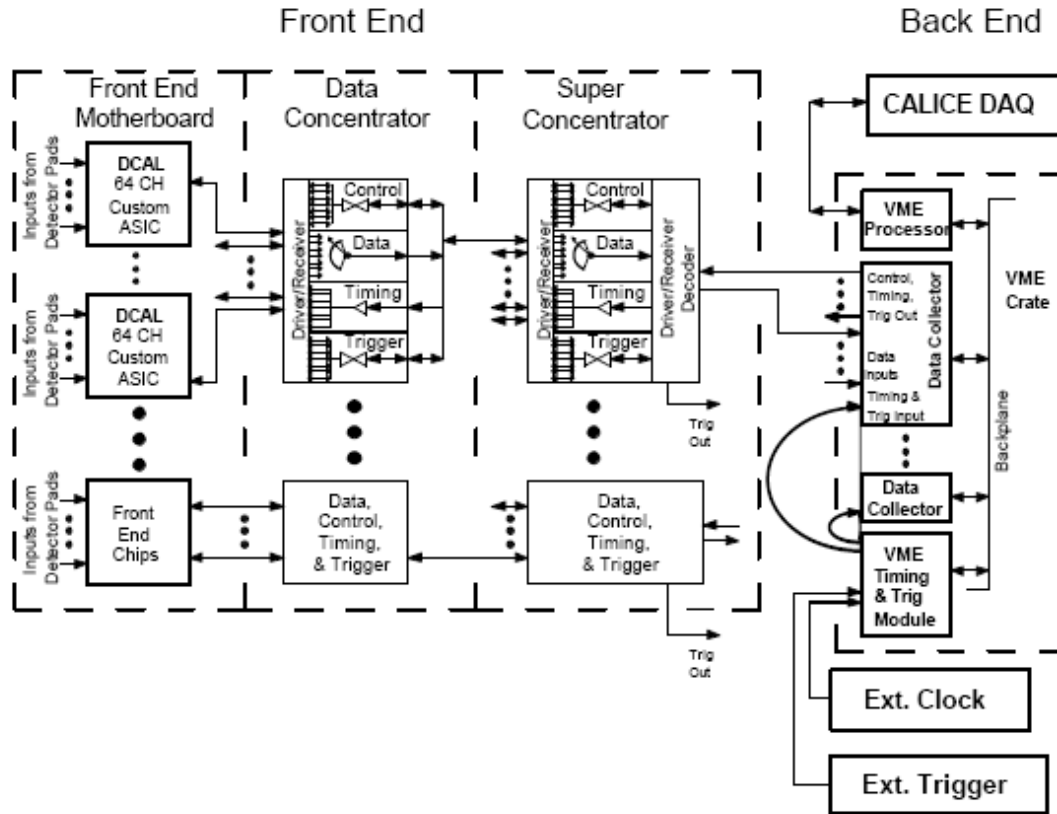 Front End
Back End
Front End
Motherboard
Data
Concentrator
Super
Concentrator
CALICE DAQ
Inputs from
Detector Pads
DCAL
64 CH
Custom
ASIC
Inputs from
Detector Pads
DCAL
64 CH
Custom
ASIC
Inputs from
Detector Pads
Front
End
Chips
Driver/Receiver
Control
Data
Timing
Trigger
Data,
Control,
Timing,
& Trigger
Driver/Receiver
Control
Data
Timing
Trigger
Driver/Receiver
Decoder
Trig
Out
Data,
Control,
Timing,
& Trigger
Trig
Out
VME
Processor
Control,
Timing,
Trig Out
Data
Inputs
Timing &
Trig Input
Data Collector
Data
Collector
VME
Timing
& Trig
Module
Backplane
VME
Crate
Ext. Clock
Ext. Trigger